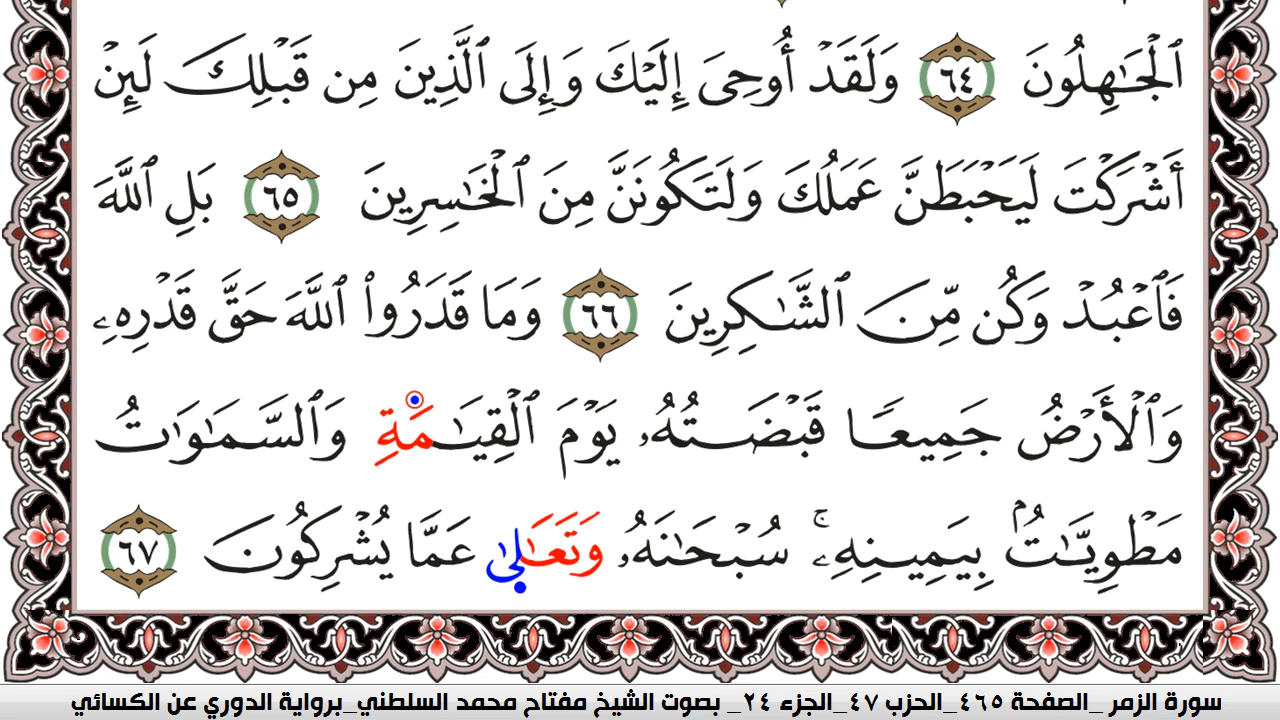 ٱلْجَٰهِلُونَ ٦٤ وَلَقَدْ أُوحِىَ إِلَيْكَ وَإِلَى ٱلَّذِينَ مِن قَبْلِكَ لَئِنْ
أَشْرَكْتَ لَيَحْبَطَنَّ عَمَلُكَ وَلَتَكُونَنَّ مِنَ ٱلْخَٰسِرِينَ ٦٥ بَلِ ٱللَّهَ
فَٱعْبُدْ وَكُن مِّنَ ٱلشَّٰكِرِينَ ٦٦ وَمَا قَدَرُوا۟ ٱللَّهَ حَقَّ قَدْرِهِۦ
وَٱلْأَرْضُ جَمِيعًا قَبْضَتُهُۥ يَوْمَ ٱلْقِيَٰمَةِ وَٱلسَّمَٰوَٰتُ
مَطْوِيَّٰتُۢ بِيَمِينِهِۦۚ سُبْحَٰنَهُۥ وَتَعَٰلَىٰ عَمَّا يُشْرِكُونَ ٦٧
سورة الزمر _الصفحة ٤٦٥_الحزب ٤٧_الجزء ٢٤_ بصوت الشيخ مفتاح محمد السلطني_برواية الدوري عن الكسائي